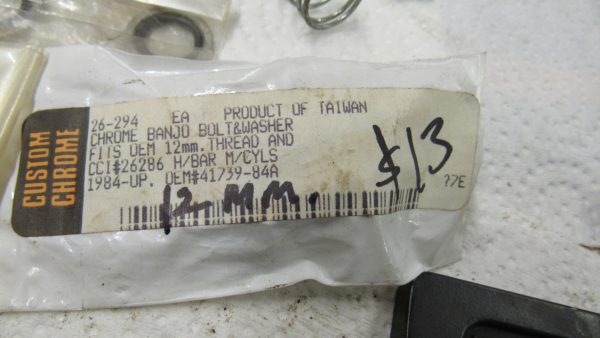 CUSTOM
CHROME
26-294 EA PRODUCT OF TAIWAN
CHROME BANJO BOLT&WASHER
FITS OEM 12mm.THREAD AND
CCI#26286 H/BAR M/CYLS
1984-UP. OEM#41739-84A
$13
12 MM.